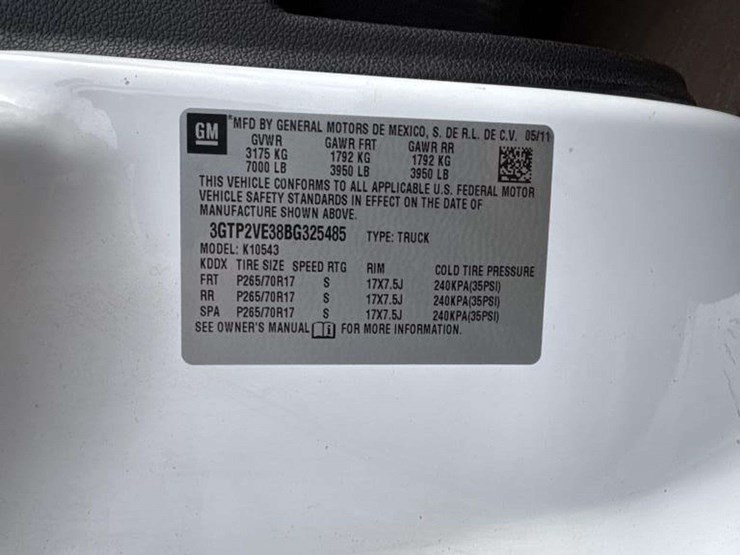 GM
*MFD BY GENERAL MOTORS DE MEXICO, S. DE R.L. DE C.V. 05/11
GVWR GAWR FRT GAWR RR
3175 KG 1792 KG 1792 KG
7000 LB 3950 LB 3950 LB
THIS VEHICLE CONFORMS TO ALL APPLICABLE U.S. FEDERAL MOTOR
VEHICLE SAFETY STANDARDS IN EFFECT ON THE DATE OF
MANUFACTURE SHOWN ABOVE.
3GTP2VE38BG325485 TYPE: TRUCK
MODEL: K10543
KDDX TIRE SIZE SPEED RTG RIM COLD TIRE PRESSURE
FRT P265/70R17 S 17X7.5J 240KPA(35PSI)
RR P265/70R17 S 17X7.5J 240KPA(35PSI)
SPA P265/70R17 S 17X7.5J 240KPA(35PSI)
SEE OWNER'S MANUAL FOR MORE INFORMATION.